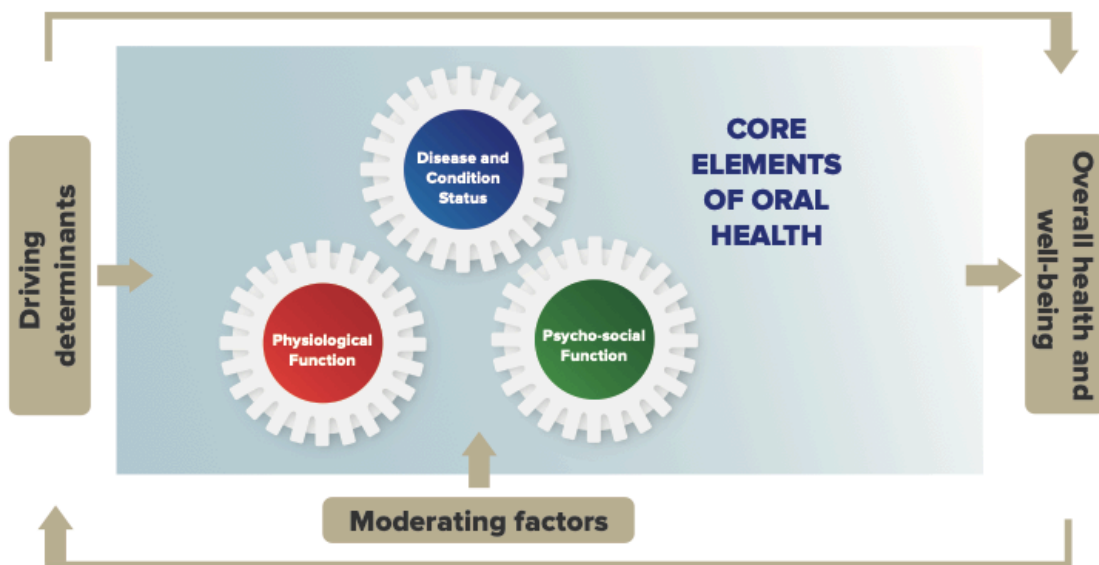 Driving
determinants
Disease and
Condition
Status
Physiological
Function
Psycho-social
Function
CORE
ELEMENTS
OF ORAL
HEALTH
Overall health and
well-being
Moderating factors